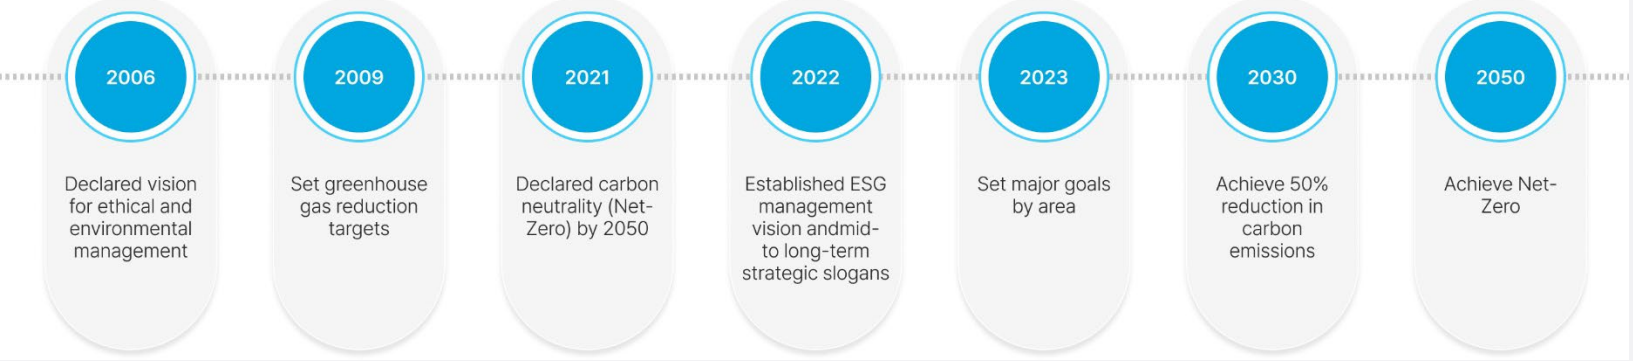 2006
Declared vision
for ethical and
environmental
management
2009
Set greenhouse
gas reduction
targets
2021
Declared carbon
neutrality (Net-
Zero) by 2050
2022
Established ESG
management
vision andmid-
to long-term
strategic slogans
2023
Set major goals
by area
2030
Achieve 50%
reduction in
carbon
emissions
2050
Achieve Net-
Zero